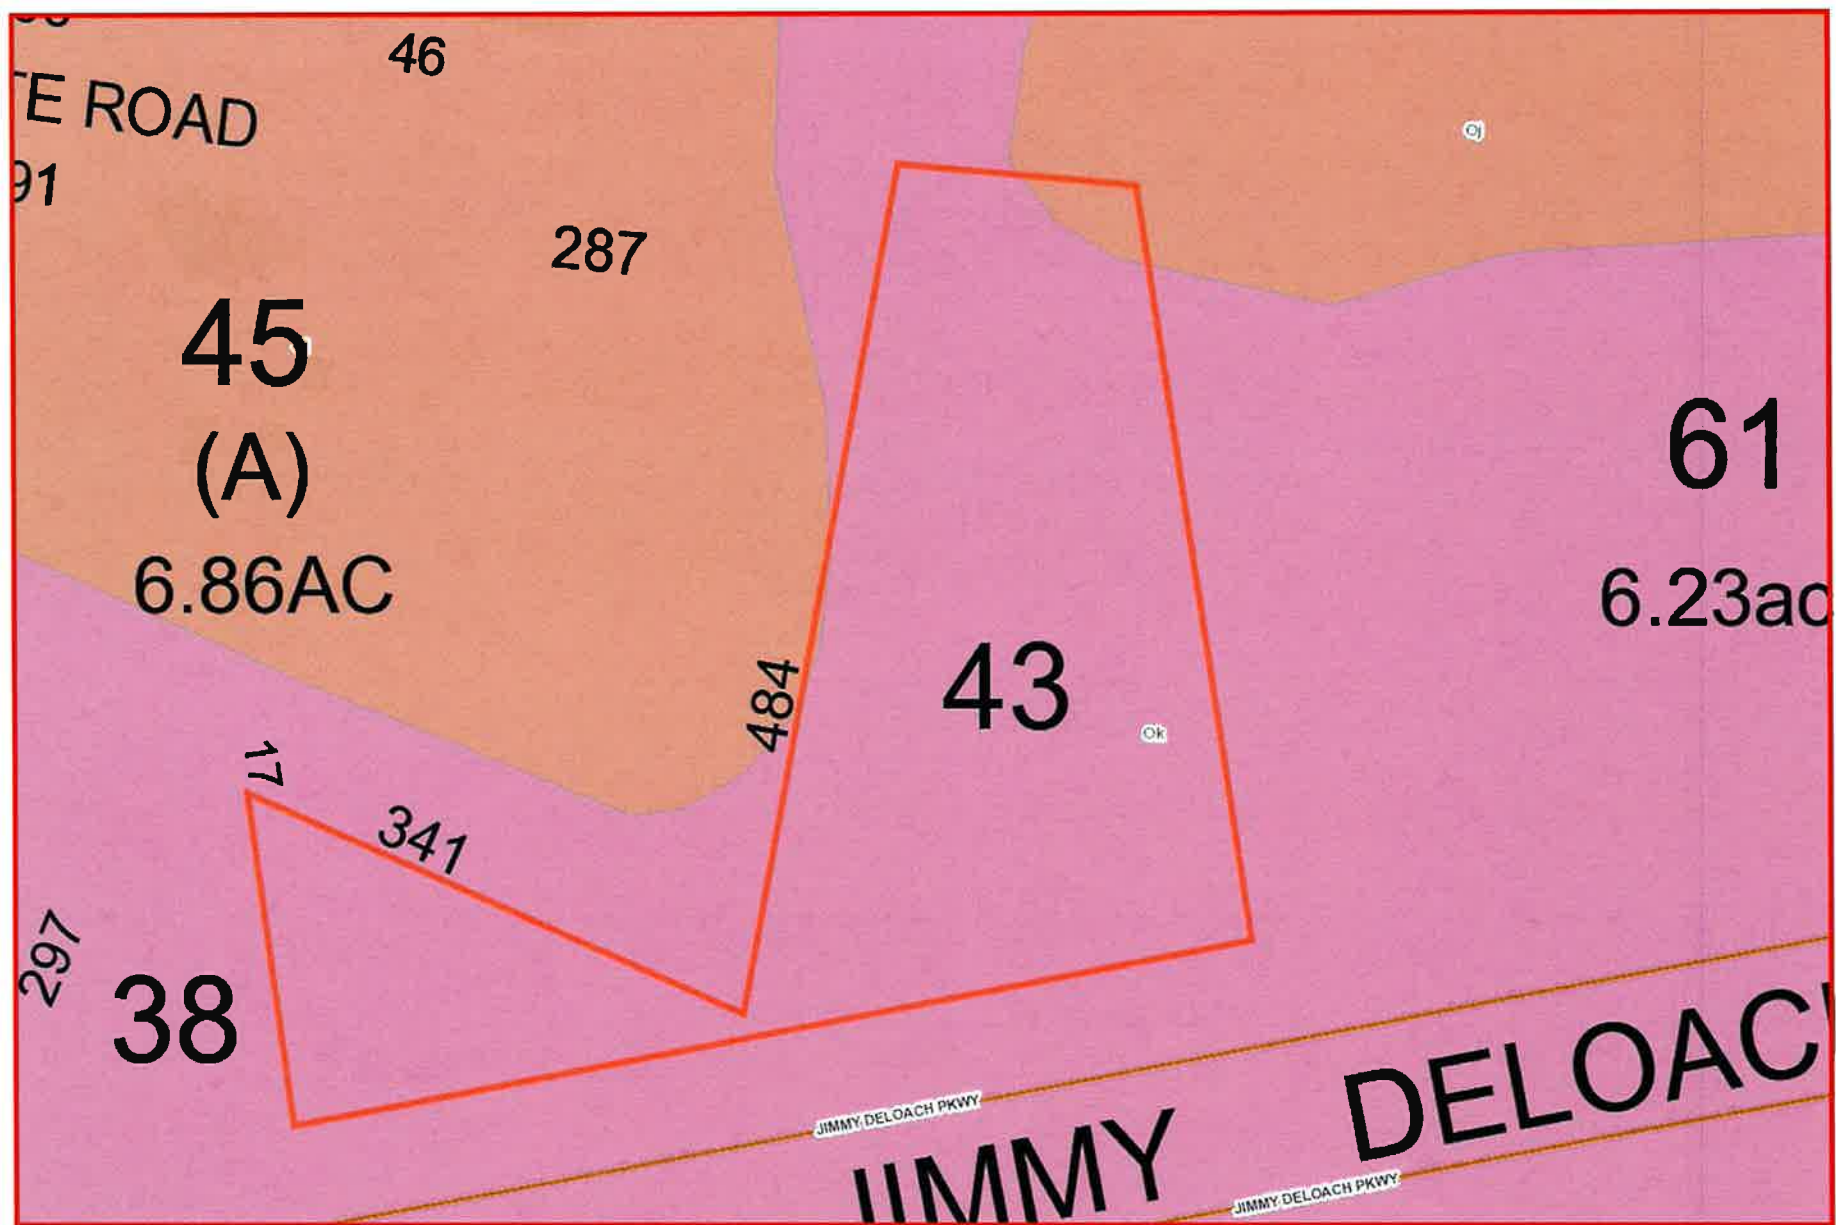 46
TE ROAD
91
287
Oj
45
(A)
6.86AC
61
6.23ac
484
43
Ok
17
341
297
38
JIMMY DELOACH PKWY
JIMMY DELOAC
JIMMY DELOACH PKWY